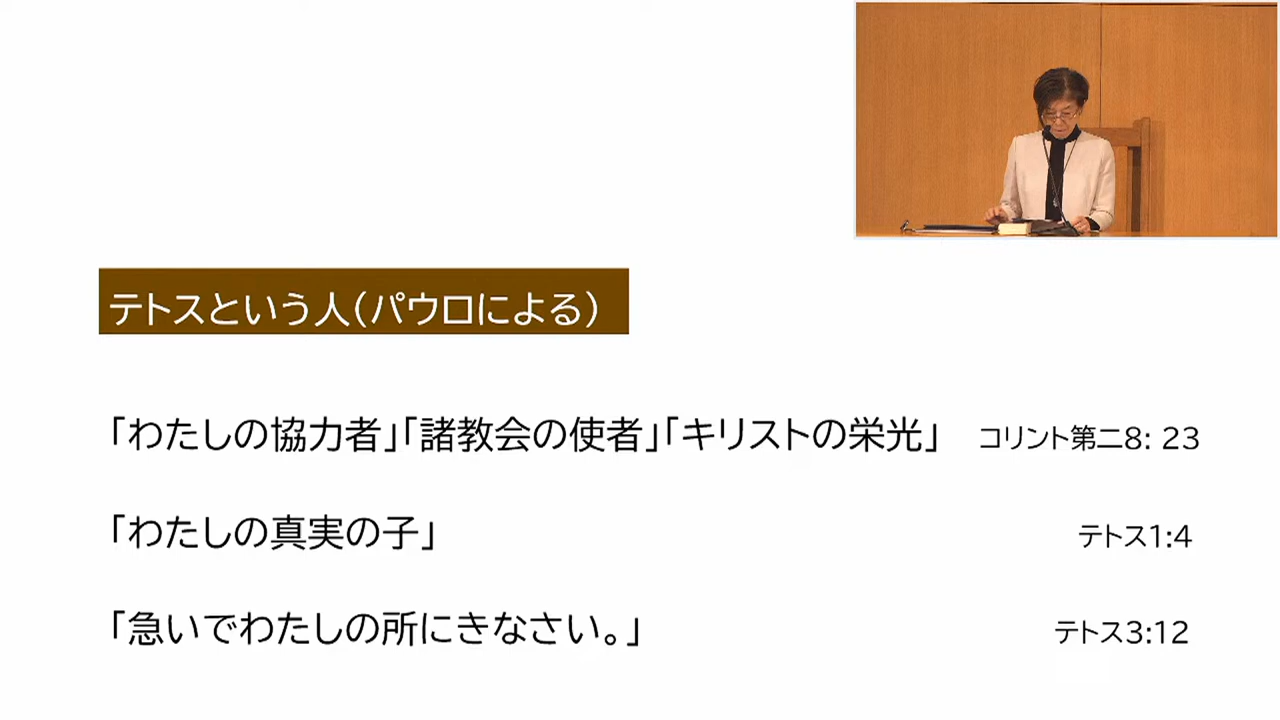 テトスという人(パウロによる)
「わたしの協力者」「諸教会の使者」「キリストの栄光」 コリント第二8: 23
「わたしの真実の子」 テトス1:4
「急いでわたしの所にきなさい。」 テトス3:12